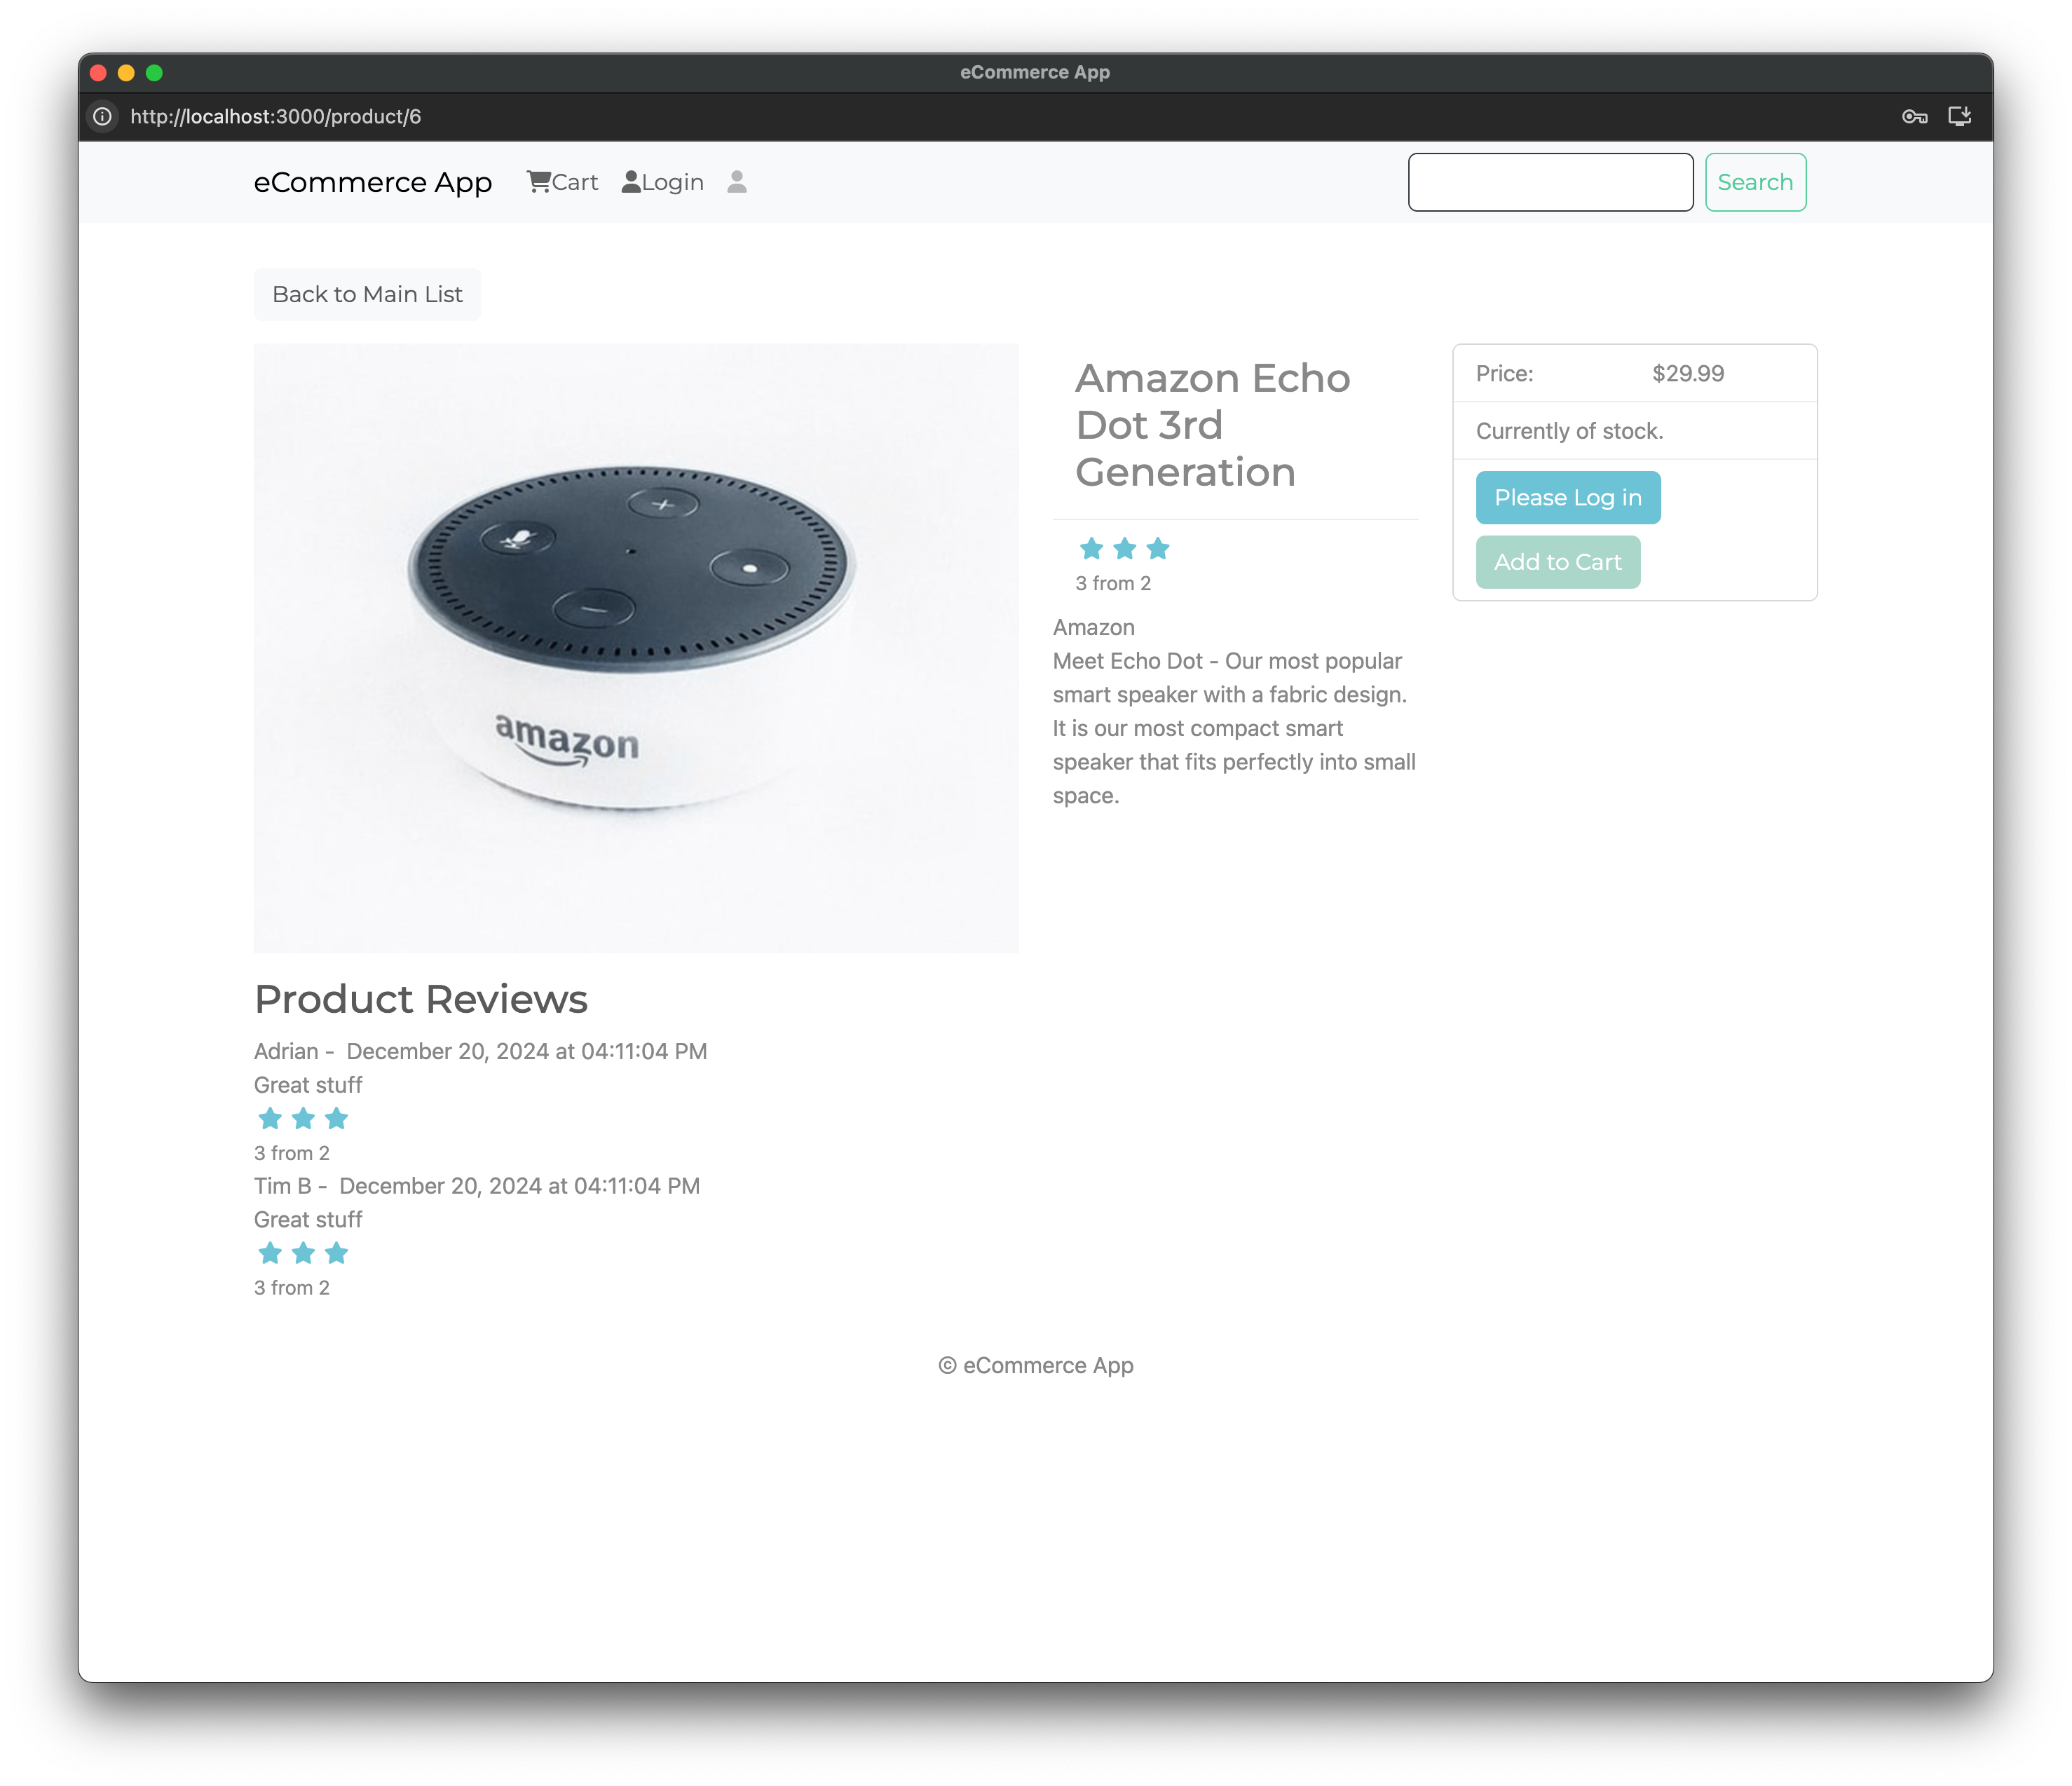 eCommerce App
http://localhost:3000/product/6
eCommerce App Cart Login Search
Back to Main List
amazon
Amazon Echo
Dot 3rd
Generation
3 from 2
Amazon
Meet Echo Dot - Our most popular
smart speaker with a fabric design.
It is our most compact smart
speaker that fits perfectly into small
space.
Price: $29.99
Currently of stock.
Please Log in
Add to Cart
Product Reviews
Adrian - December 20, 2024 at 04:11:04 PM
Great stuff
3 from 2
Tim B - December 20, 2024 at 04:11:04 PM
Great stuff
3 from 2
© eCommerce App